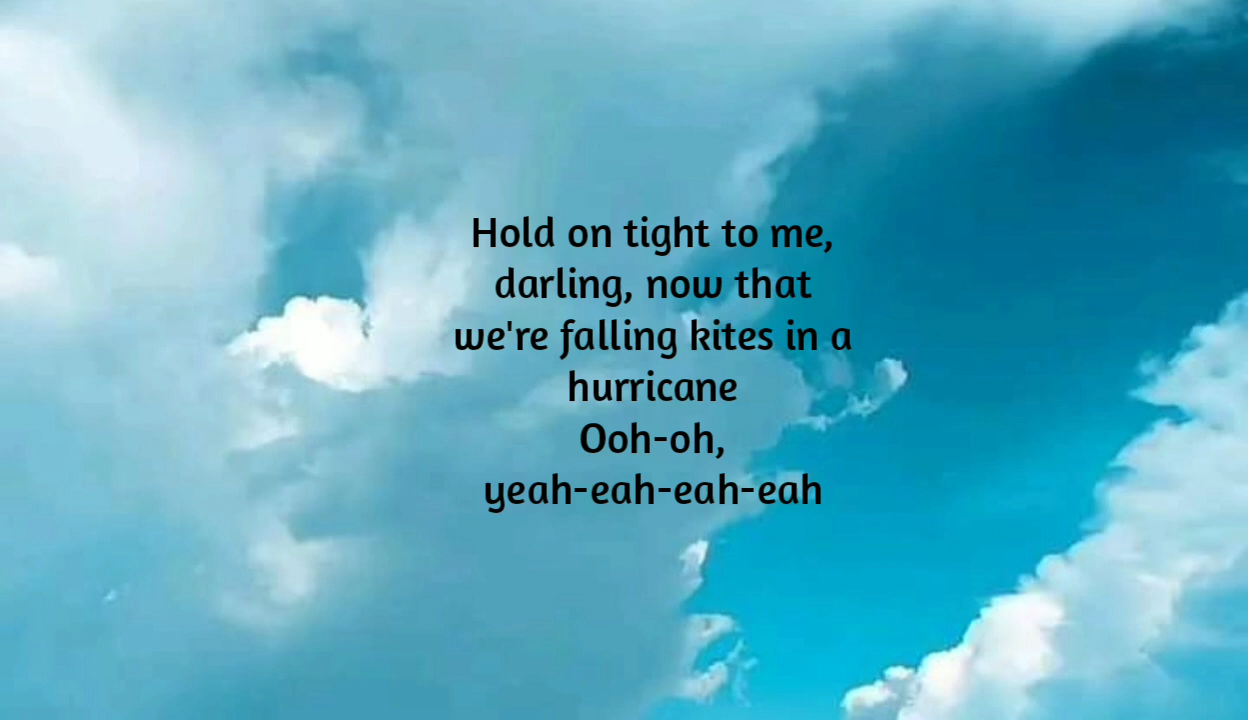 Hold on tight to me,
darling, now that
we're falling kites in a
hurricane
Ooh-oh,
yeah-eah-eah-eah